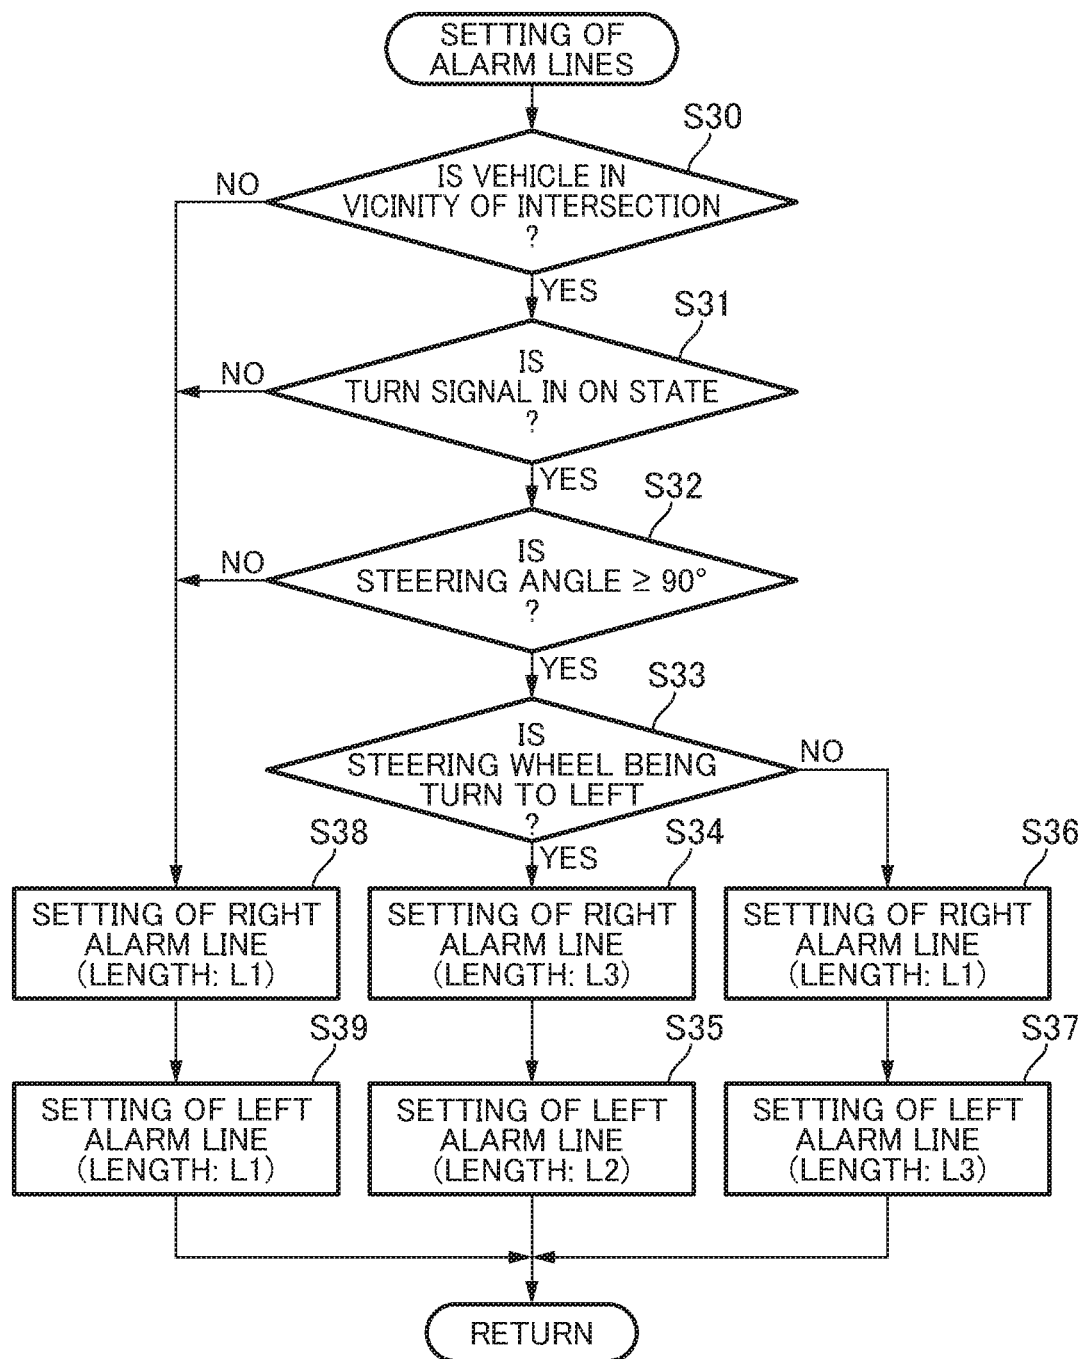 SETTING OF
ALARM LINES
S30
IS VEHICLE IN
VICINITY OF INTERSECTION
?
NO
YES
S31
IS
TURN SIGNAL IN ON STATE
?
NO
YES
S32
IS
STEERING ANGLE ≥ 90°
?
NO
YES
S33
IS
STEERING WHEEL BEING
TURN TO LEFT
?
NO
YES
S38
SETTING OF RIGHT
ALARM LINE
(LENGTH: L1)
S34
SETTING OF RIGHT
ALARM LINE
(LENGTH: L3)
S36
SETTING OF RIGHT
ALARM LINE
(LENGTH: L1)
S39
SETTING OF LEFT
ALARM LINE
(LENGTH: L1)
S35
SETTING OF LEFT
ALARM LINE
(LENGTH: L2)
S37
SETTING OF LEFT
ALARM LINE
(LENGTH: L3)
RETURN